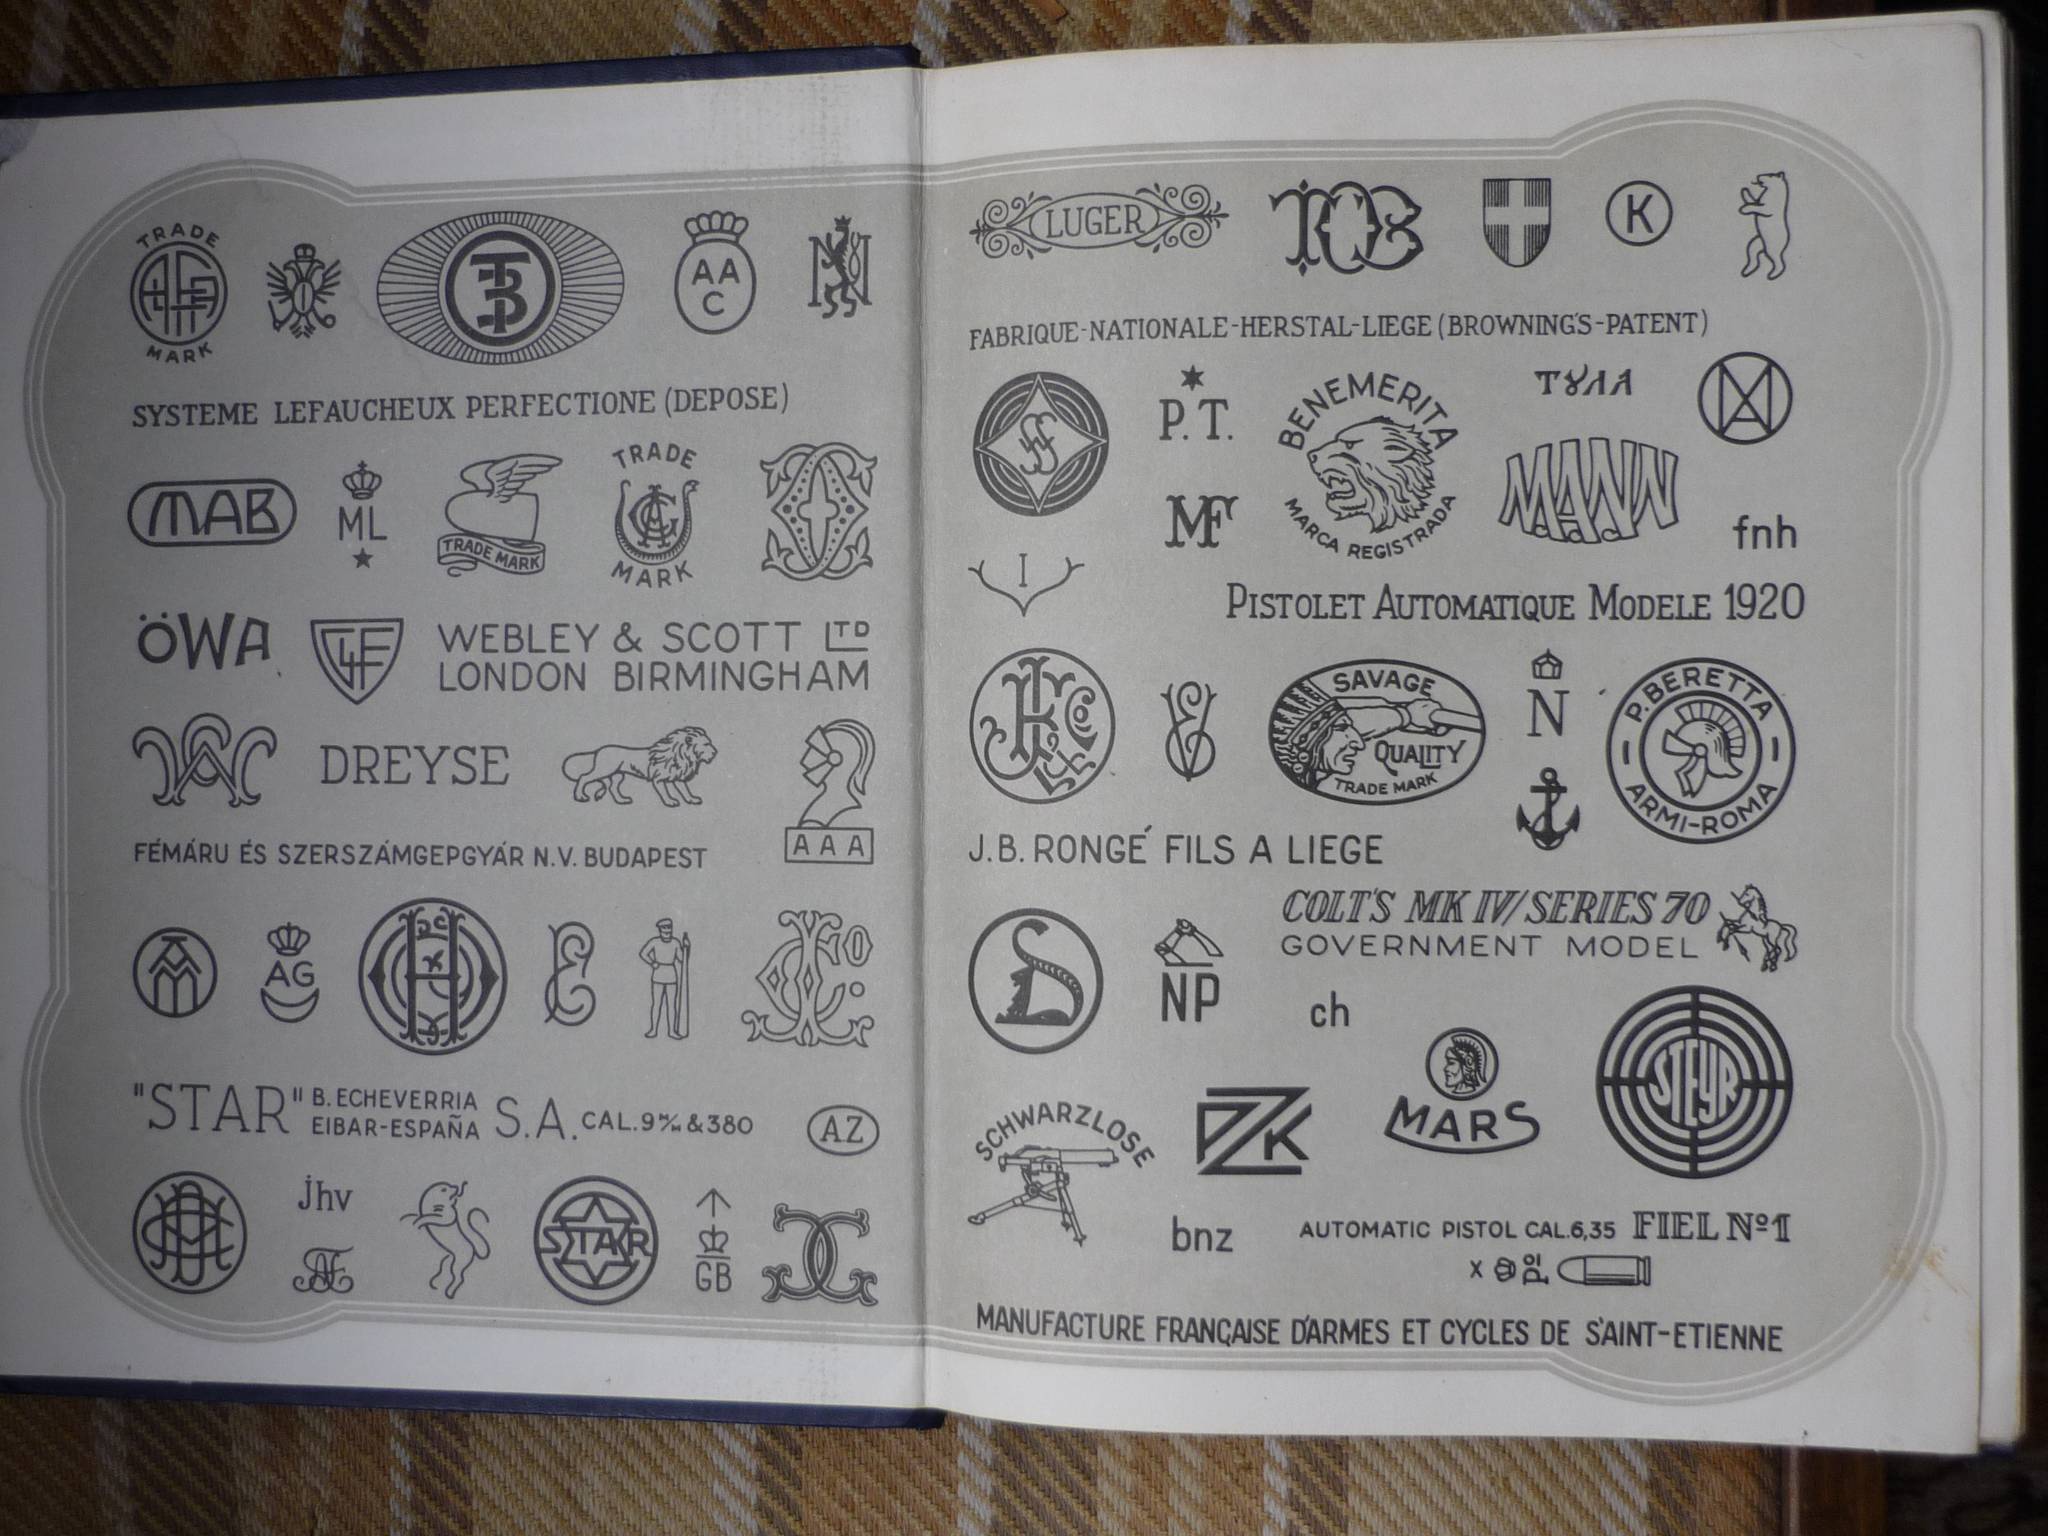 TRADE
MARK
AAC
N
SYSTEME LEFAUCHEUX PERFECTIONE (DEPOSE)
MAB
ML
TRADE MARK
TRADE
MARK
ÖWA
WEBLEY & SCOTT LTD
LONDON BIRMINGHAM
DREYSE
AAA
FÉMÁRU ÉS SZERSZÁMGEPGYÁR N.V. BUDAPEST
AG
"STAR" B. ECHEVERRIA
EIBAR-ESPAÑA
S.A. CAL. 9 m/m & 380
AZ
jhv
STAR
GB
LUGER
K
FABRIQUE-NATIONALE-HERSTAL-LIEGE (BROWNING'S-PATENT)
P.T.
BENEMERITA
MARCA REGISTRADA
MF
MANN
fnh
I
PISTOLET AUTOMATIQUE MODELE 1920
SAVAGE
QUALITY
TRADE MARK
N
P. BERETTA
ARMI-ROMA
J.B. RONGÉ FILS A LIEGE
COLT'S MK IV/SERIES 70
GOVERNMENT MODEL
NP
ch
MARS
STEYR
SCHWARZLOSE
PZK
bnz
AUTOMATIC PISTOL CAL. 6,35 FIEL Nº1
X
MANUFACTURE FRANÇAISE D'ARMES ET CYCLES DE S'AINT-ETIENNE